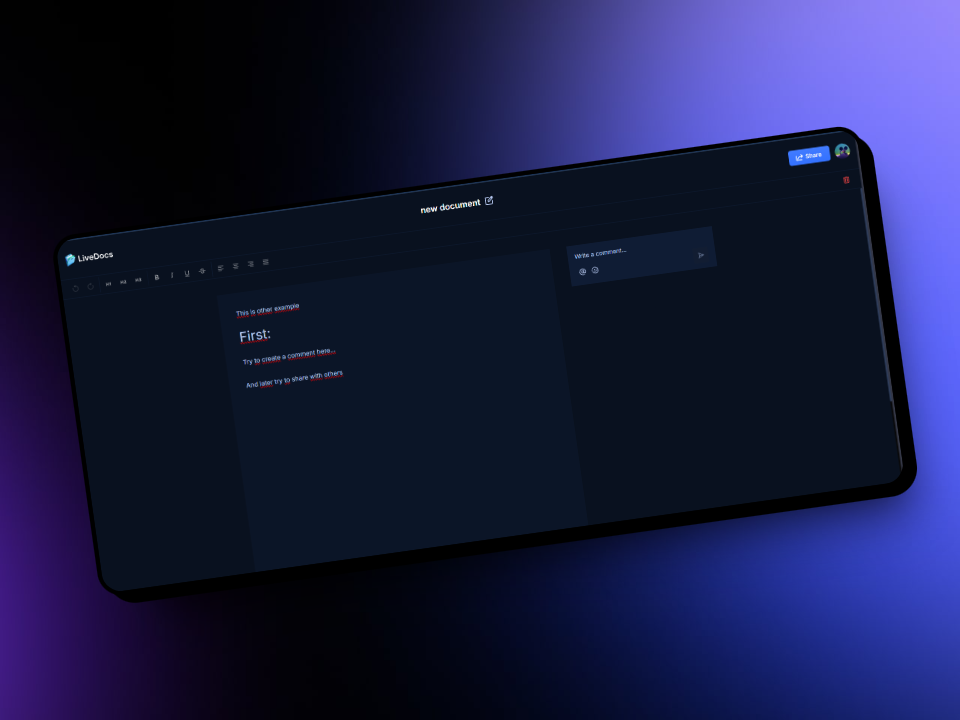 LiveDocs
new document
Share
H1 H2 H3 B I U S
This is other example
First:
Try to create a comment here...
And later try to share with others
Write a comment…
@